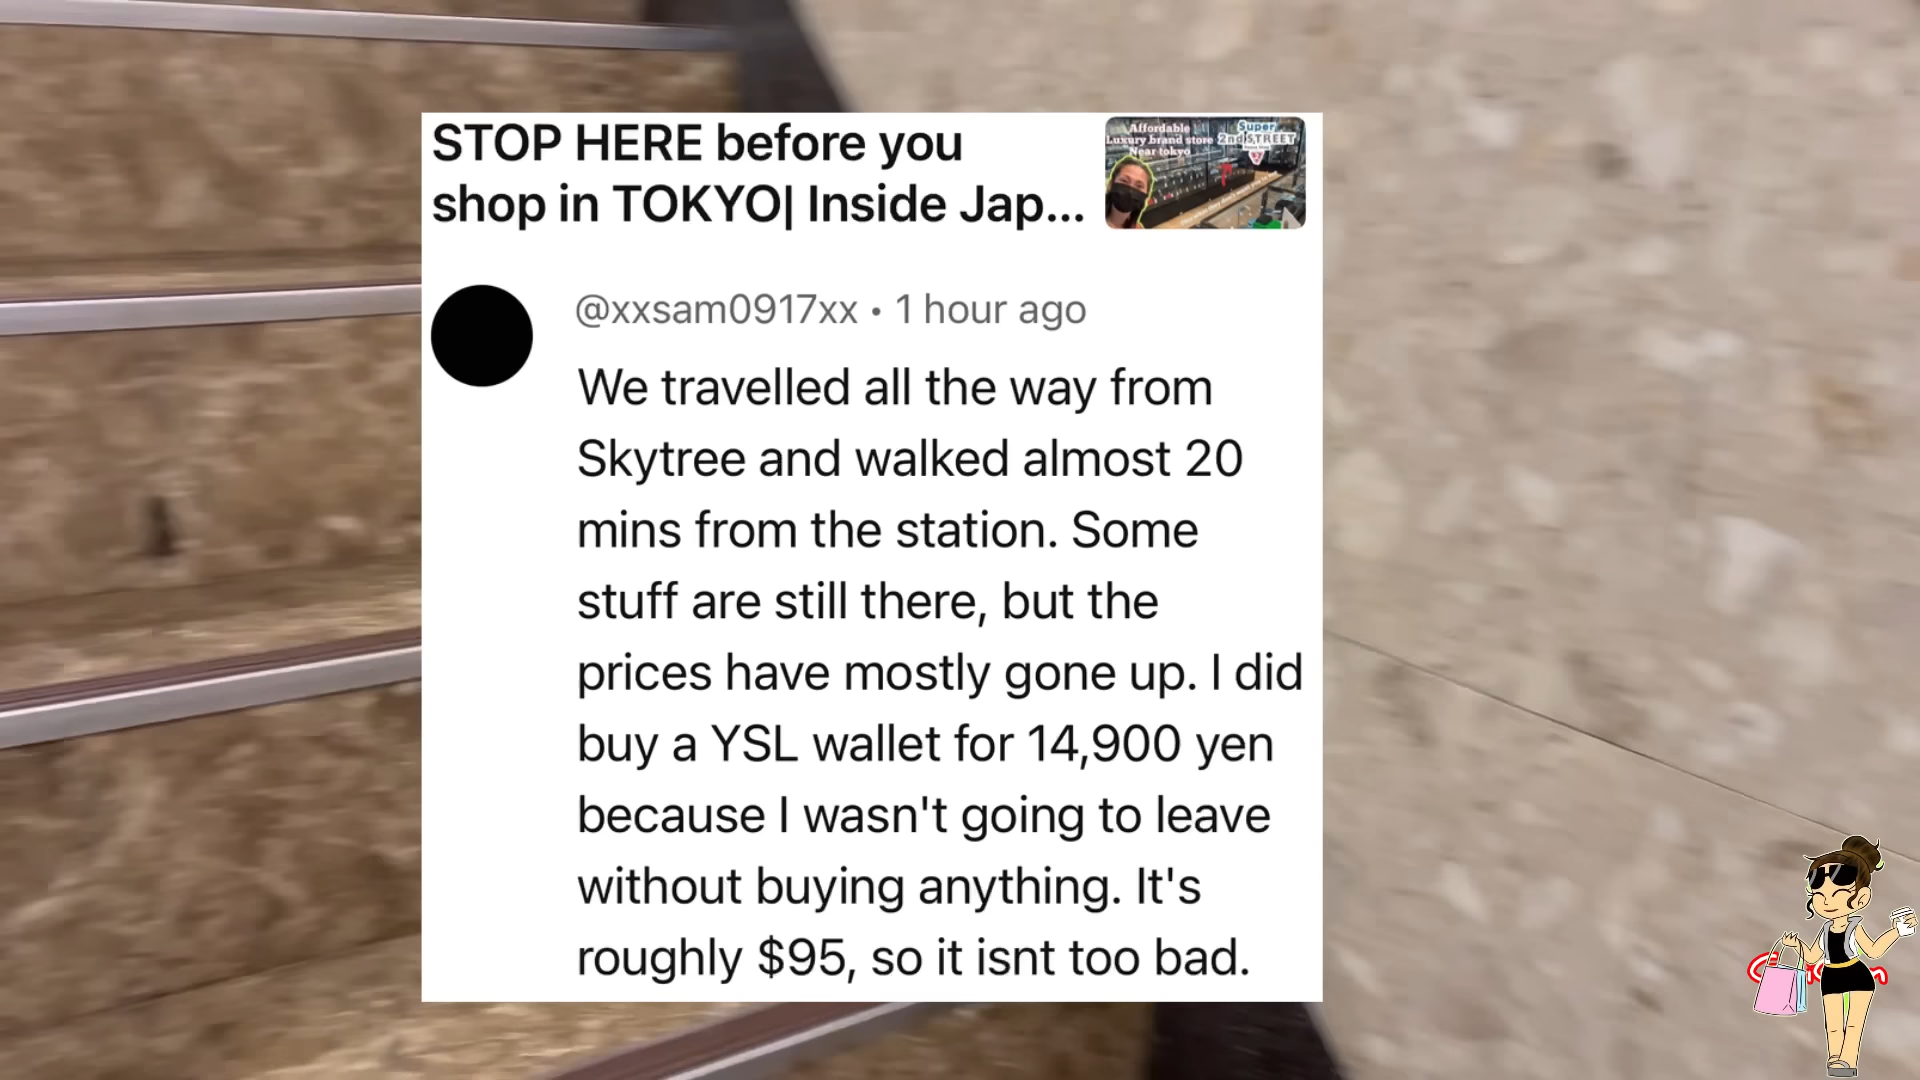 STOP HERE before you
shop in TOKYO| Inside Jap...
Affordable
Luxury brand store
Near tokyo
Super
2nd STREET
@xxsam0917xx • 1 hour ago
We travelled all the way from
Skytree and walked almost 20
mins from the station. Some
stuff are still there, but the
prices have mostly gone up. I did
buy a YSL wallet for 14,900 yen
because I wasn't going to leave
without buying anything. It's
roughly $95, so it isnt too bad.